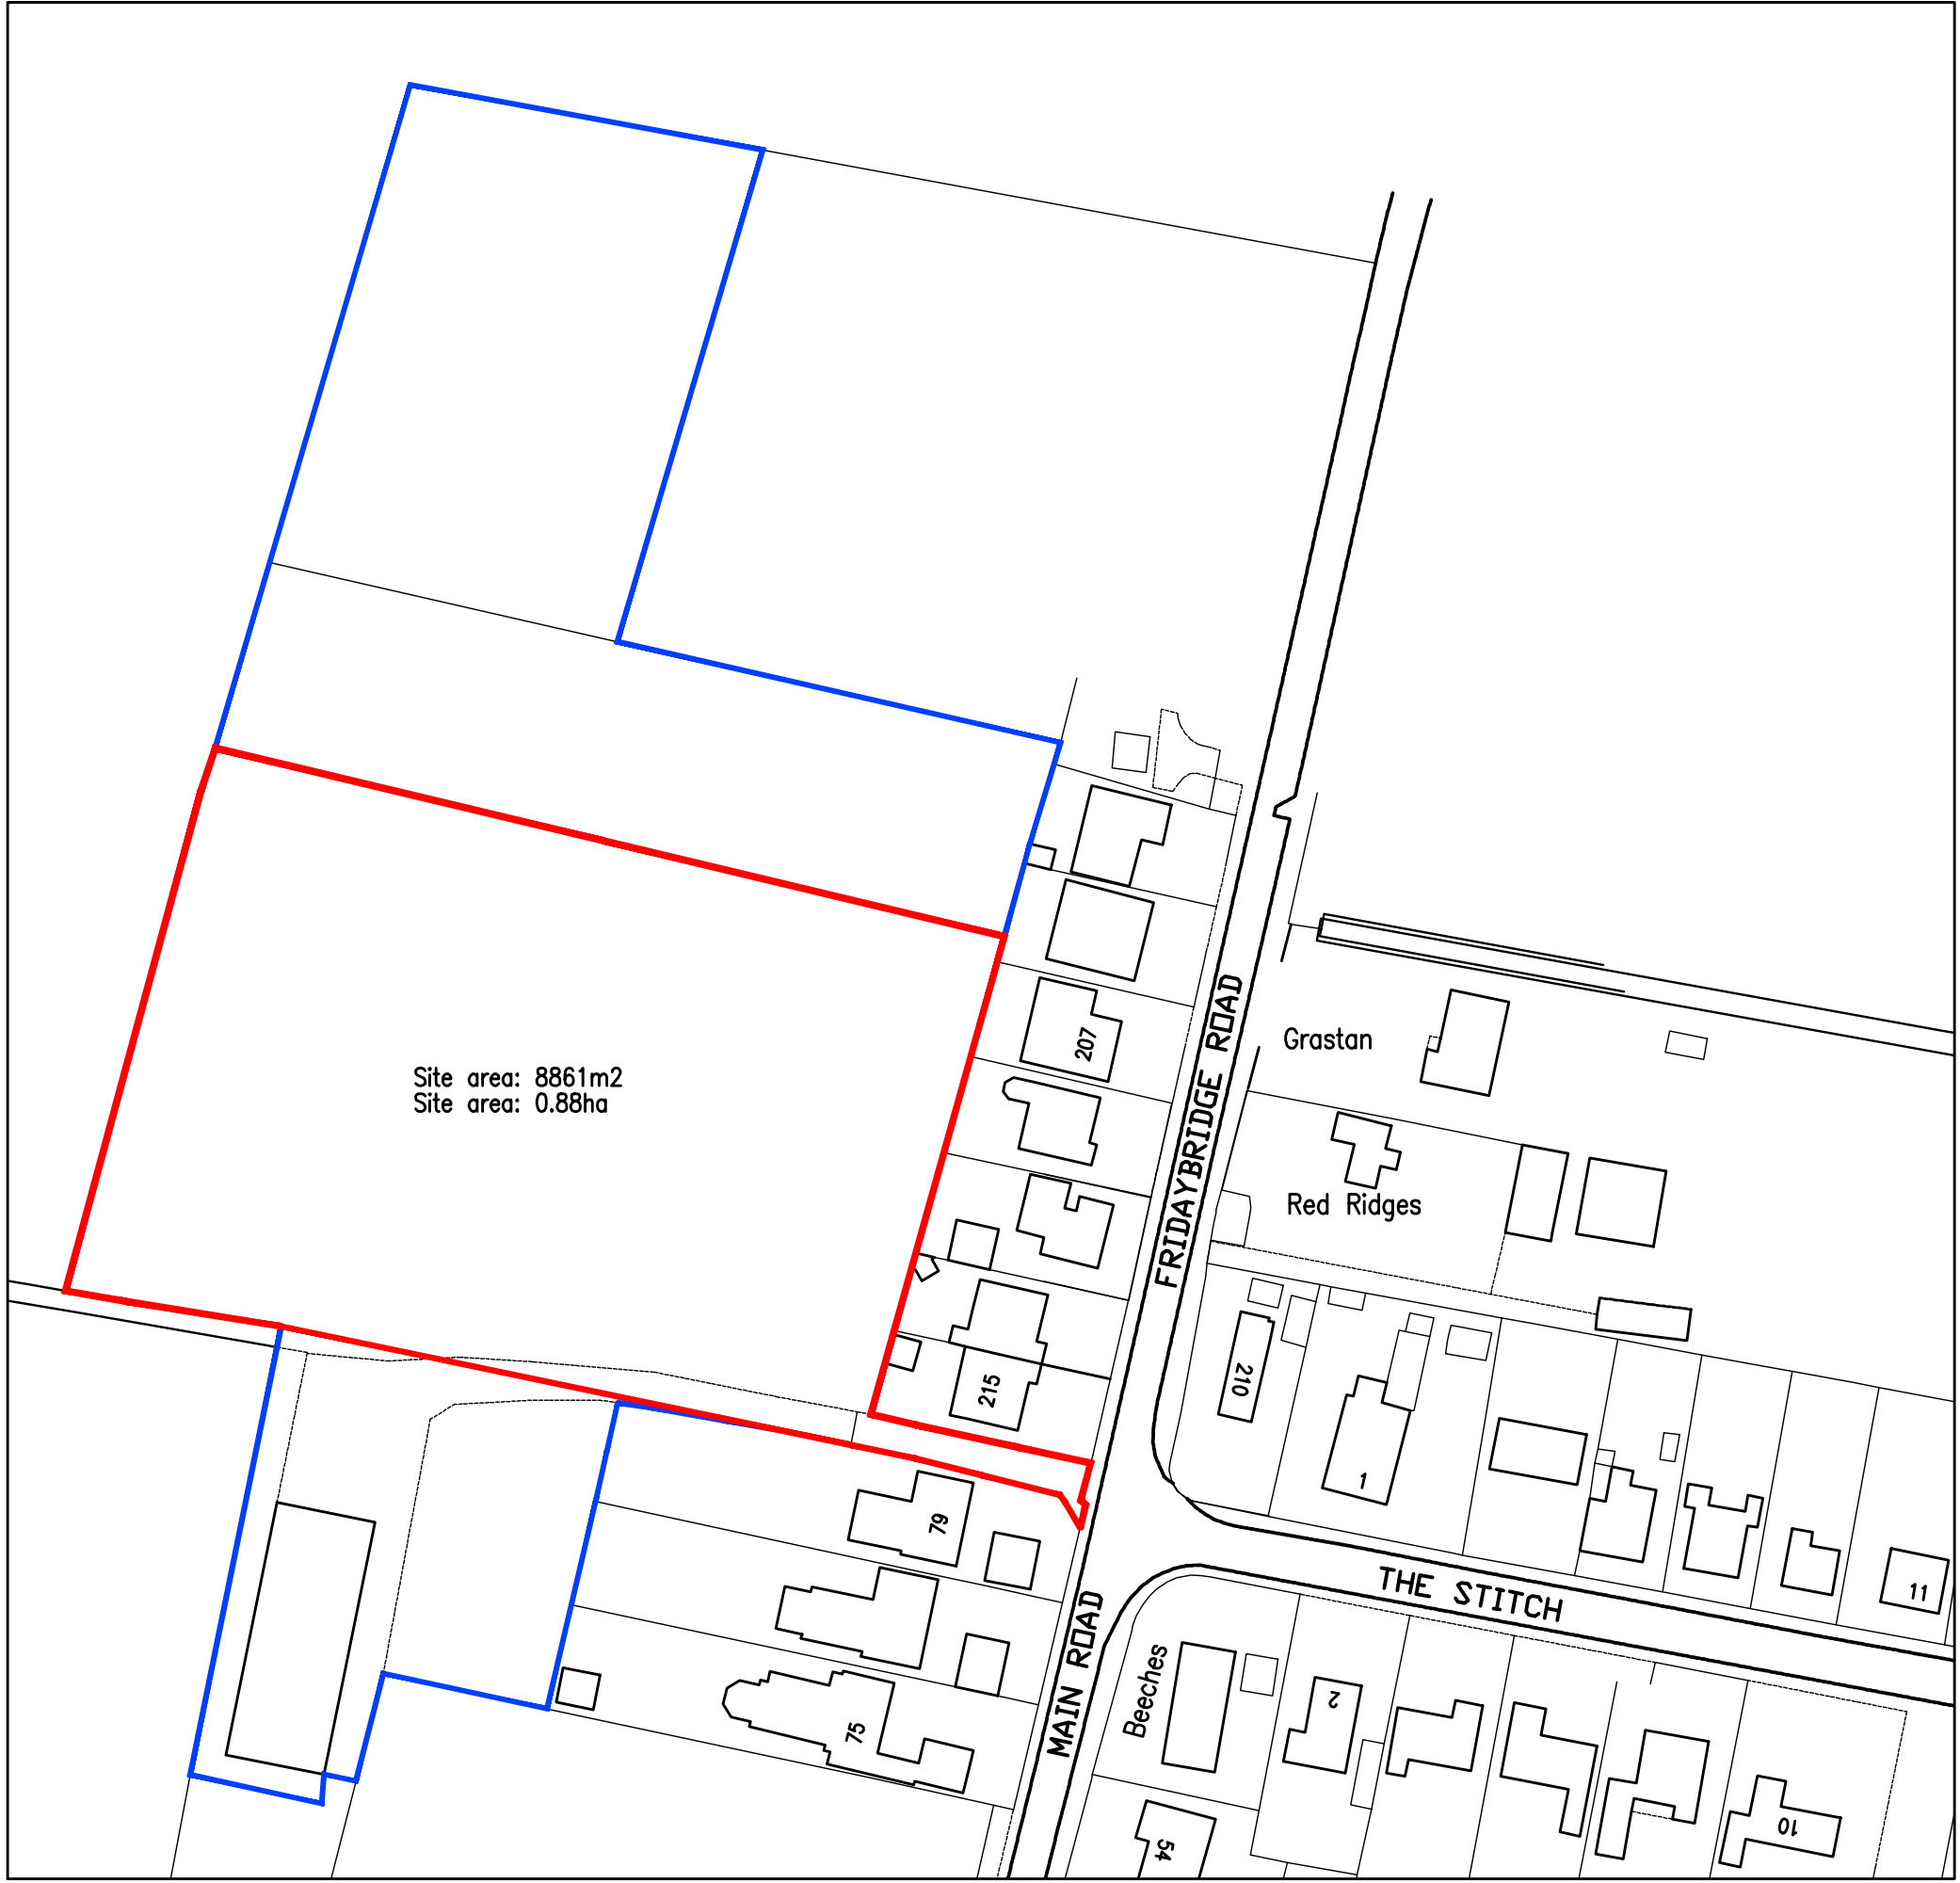 Site area: 8861m2
Site area: 0.88ha
207
215
FRIDAYBRIDGE ROAD
Grastan
Red Ridges
210
1
79
75
MAIN ROAD
THE STITCH
11
Beeches
2
10
54